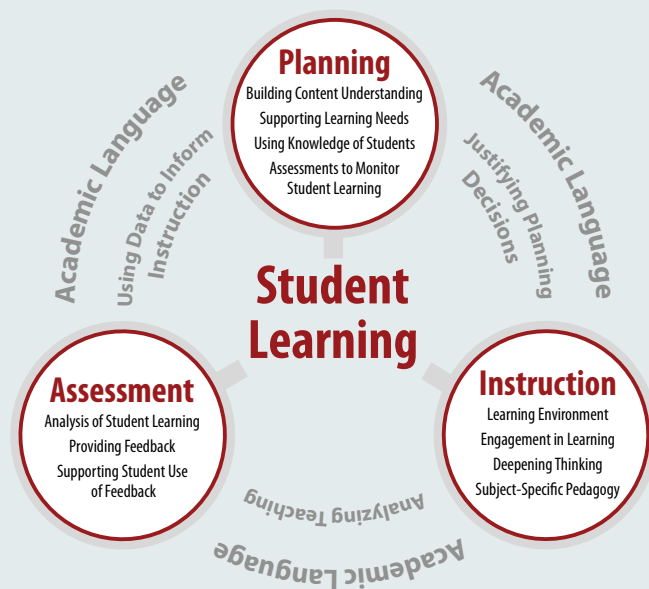 Planning
Building Content Understanding
Supporting Learning Needs
Using Knowledge of Students
Assessments to Monitor
Student Learning
Academic Language
Using Data to Inform
Instruction
Academic Language
Justifying Planning
Decisions
Student
Learning
Assessment
Analysis of Student Learning
Providing Feedback
Supporting Student Use
of Feedback
Instruction
Learning Environment
Engagement in Learning
Deepening Thinking
Subject-Specific Pedagogy
Analyzing Teaching
Academic Language